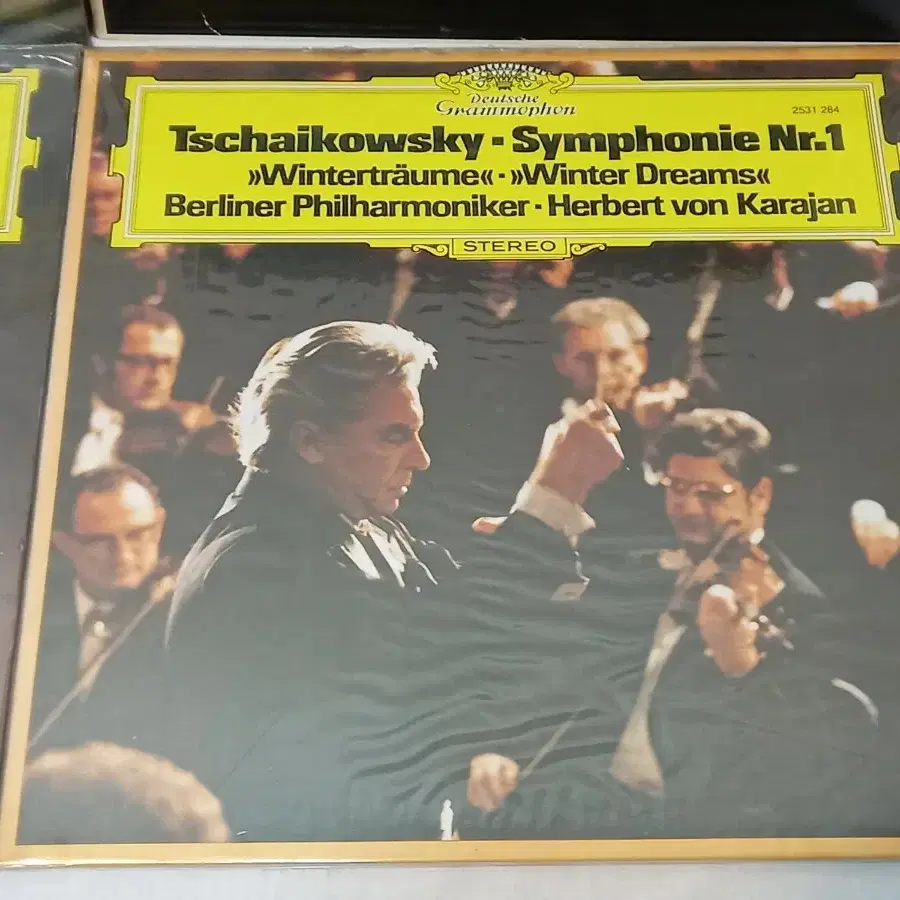 Deutsche
Grammophon
2531 284
Tschaikowsky · Symphonie Nr.1
»Winterträume« · »Winter Dreams«
Berliner Philharmoniker · Herbert von Karajan
STEREO